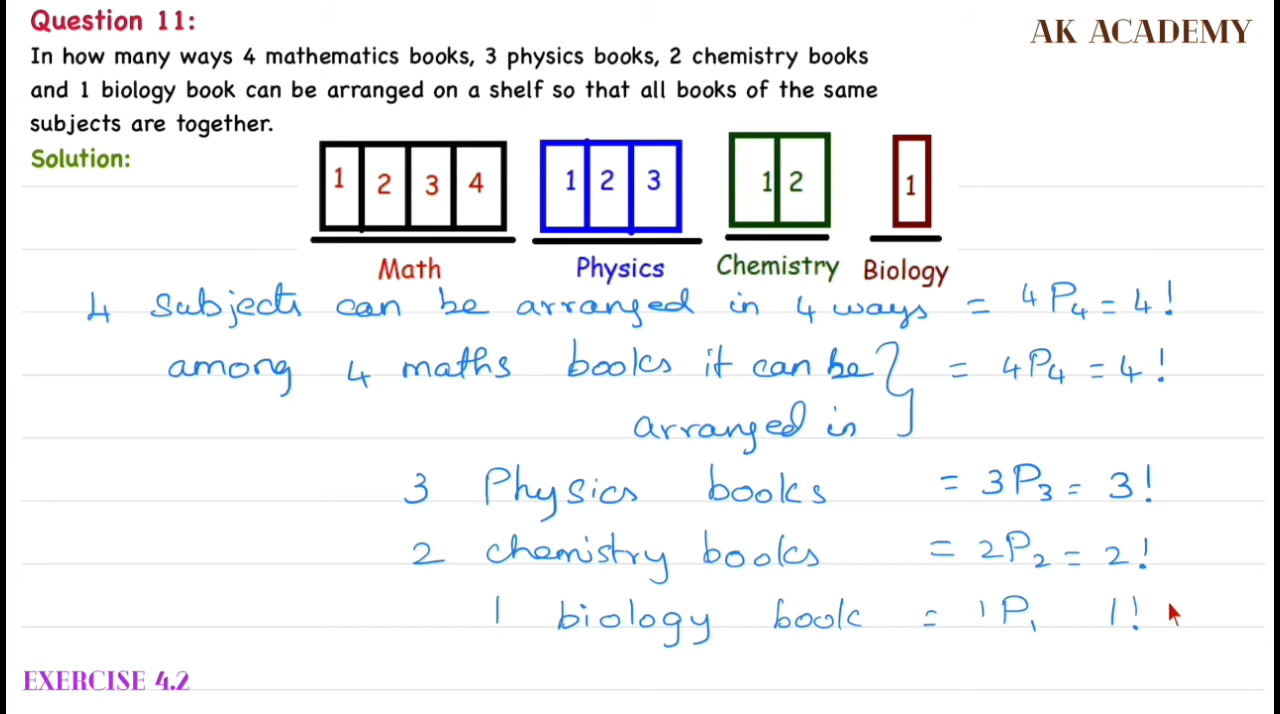 Question 11:
AK ACADEMY
In how many ways 4 mathematics books, 3 physics books, 2 chemistry books
and 1 biology book can be arranged on a shelf so that all books of the same
subjects are together.
Solution:
1 2 3 4 1 2 3 1 2 1
Math Physics Chemistry Biology
4 subjects can be arranged in 4 ways = 4P4 = 4!
among 4 maths books it can be } = 4P4 = 4!
arranged in
3 Physics books = 3P3 = 3!
2 chemistry books = 2P2 = 2!
1 biology book = 1P1 1!
EXERCISE 4.2